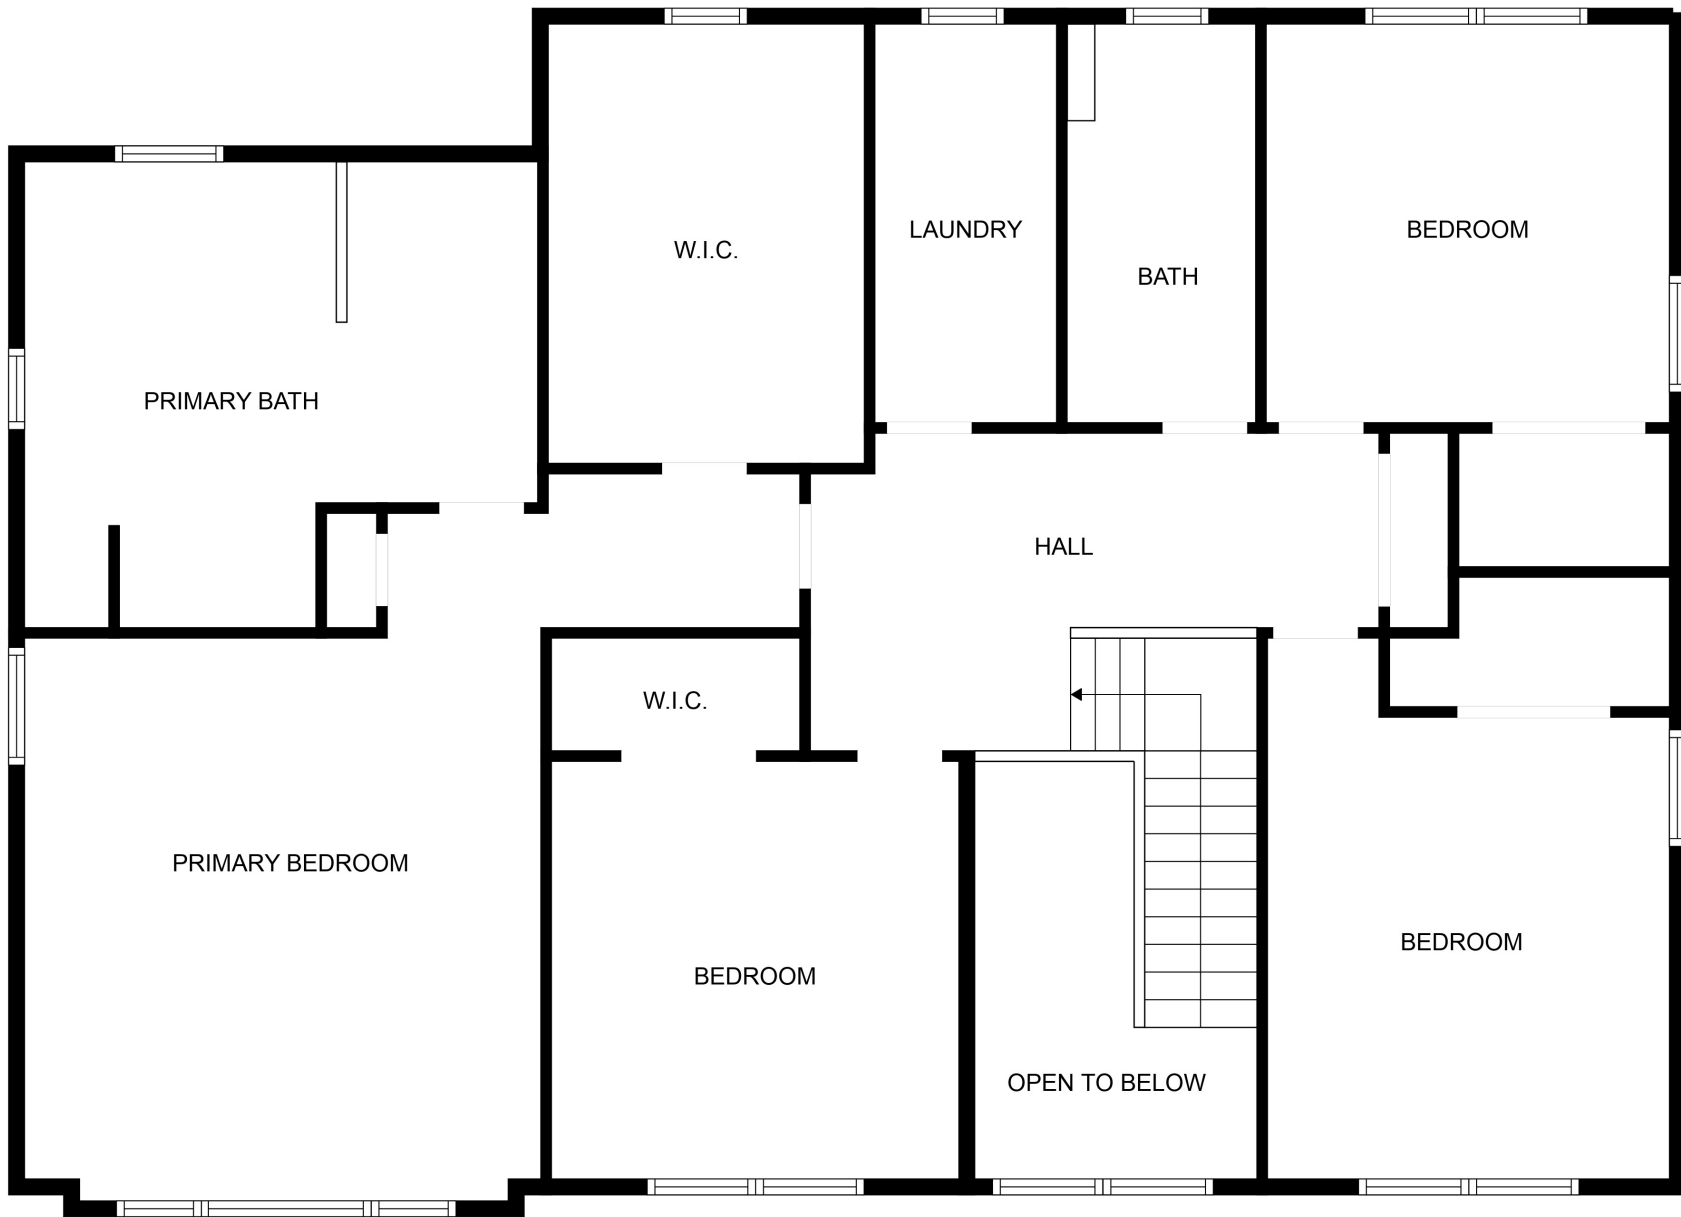 LAUNDRY
BEDROOM
W.I.C.
BATH
PRIMARY BATH
HALL
W.I.C.
PRIMARY BEDROOM
BEDROOM
BEDROOM
OPEN TO BELOW